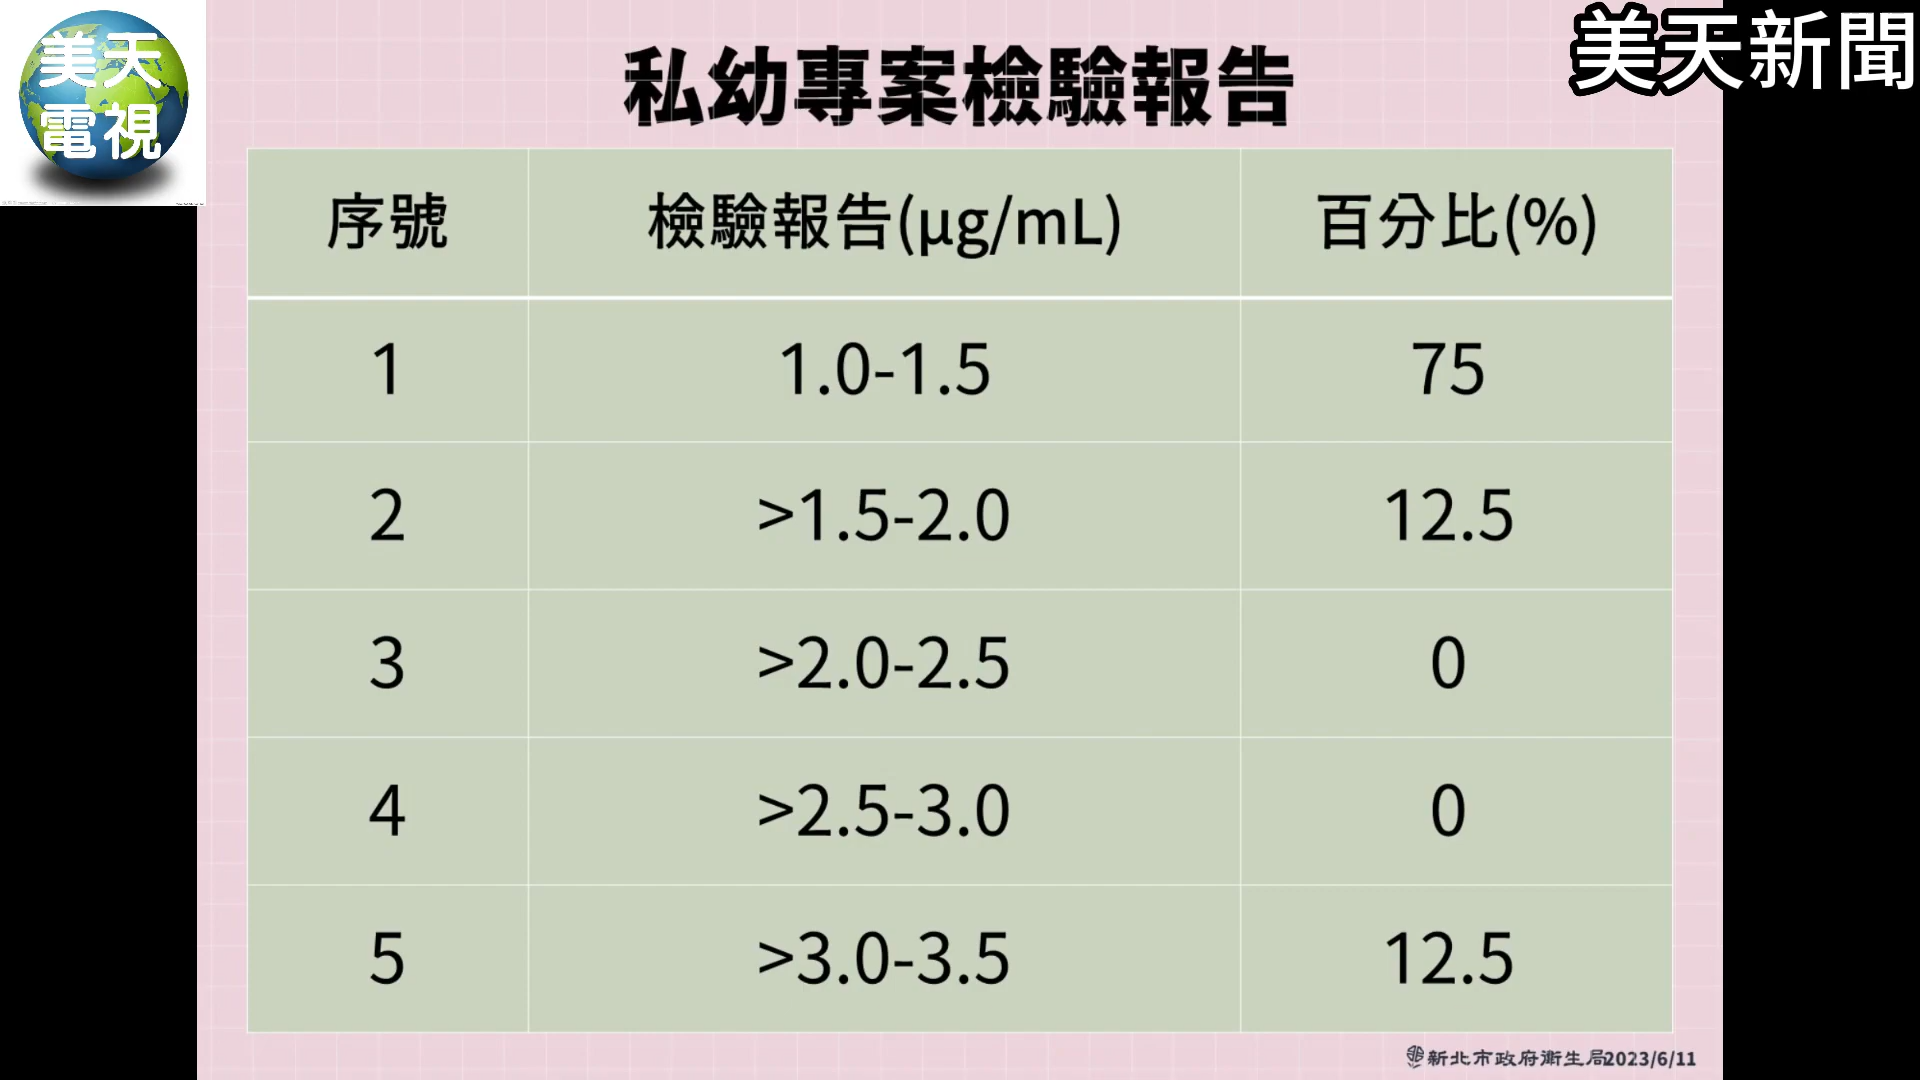 美天
電視
美天新聞
私幼專案檢驗報告
序號 檢驗報告(μg/mL) 百分比(%)
1 1.0-1.5 75
2 >1.5-2.0 12.5
3 >2.0-2.5 0
4 >2.5-3.0 0
5 >3.0-3.5 12.5
新北市政府衛生局2023/6/11